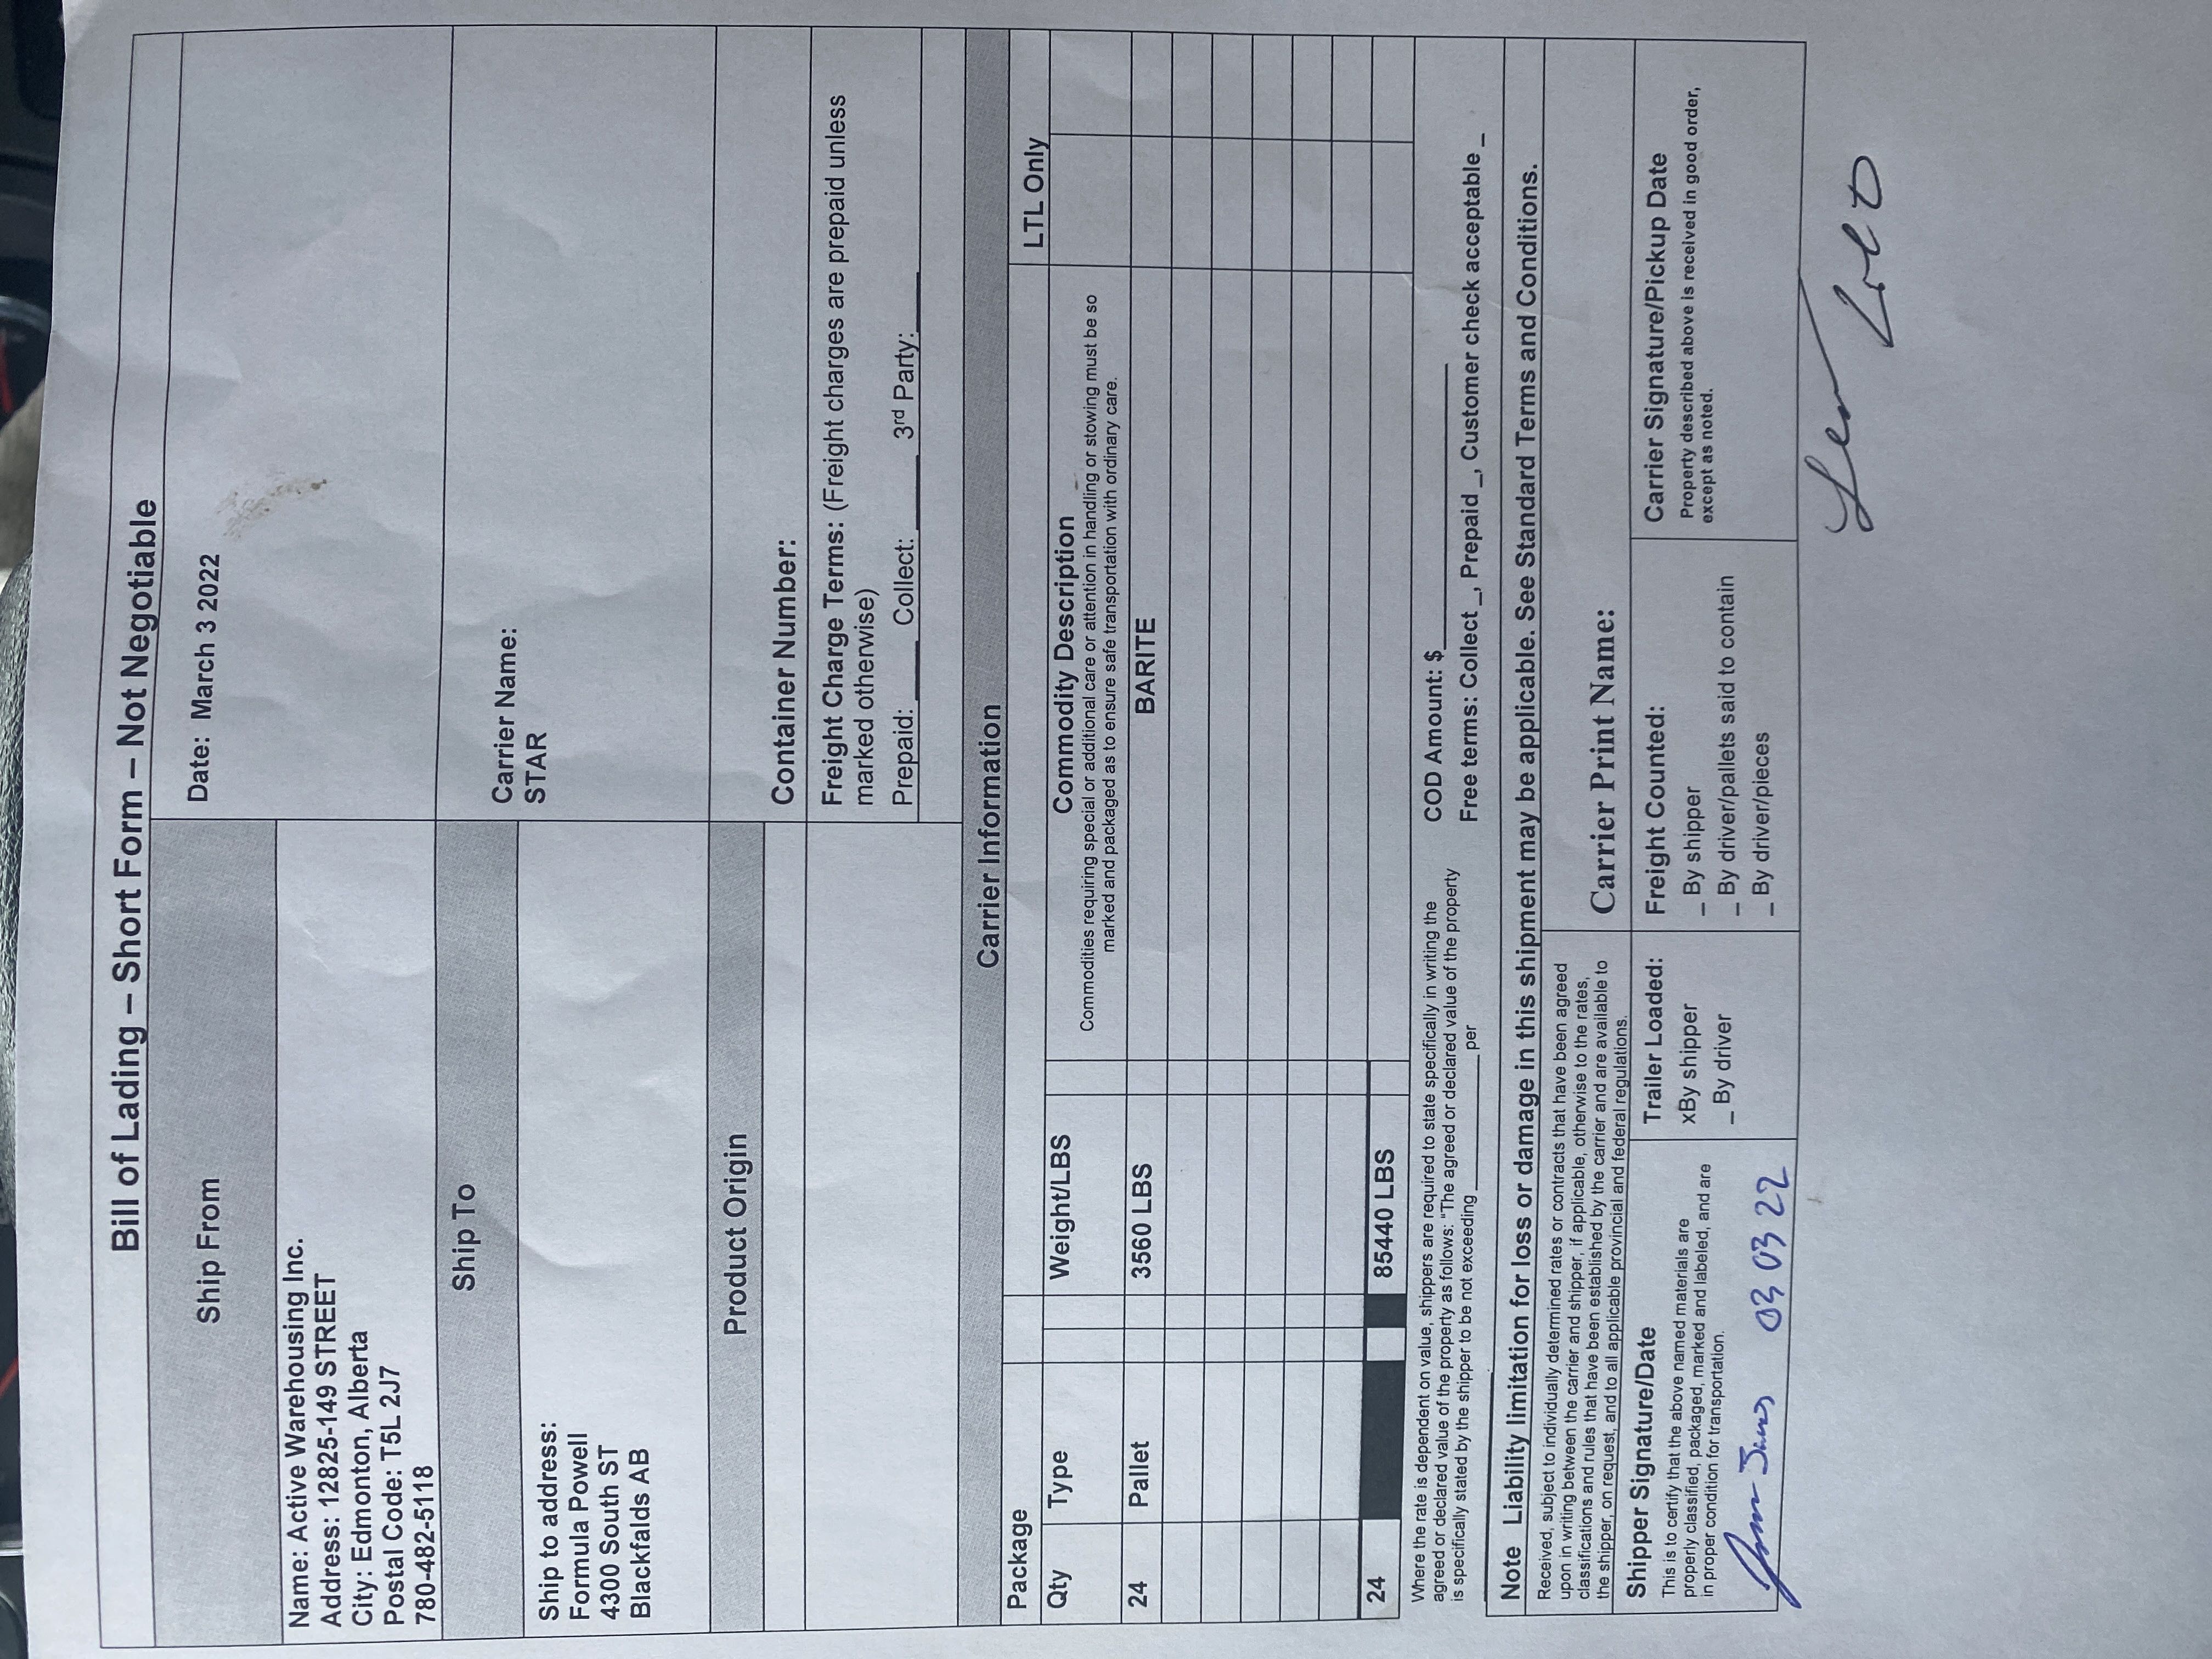 Bill of Lading – Short Form – Not Negotiable
Ship From
Date: March 3 2022
Name: Active Warehousing Inc.
Address: 12825-149 STREET
City: Edmonton, Alberta
Postal Code: T5L 2J7
780-482-5118
Ship To
Carrier Name:
STAR
Ship to address:
Formula Powell
4300 South ST
Blackfalds AB
Product Origin
Container Number:
Freight Charge Terms: (Freight charges are prepaid unless
marked otherwise)
Prepaid: ____ Collect: _____ 3rd Party:____
Carrier Information
Package
LTL Only
Qty Type Weight/LBS Commodity Description
Commodities requiring special or additional care or attention in handling or stowing must be so
marked and packaged as to ensure safe transportation with ordinary care.
24 Pallet 3560 LBS BARITE
24 85440 LBS
Where the rate is dependent on value, shippers are required to state specifically in writing the
agreed or declared value of the property as follows: "The agreed or declared value of the property
is specifically stated by the shipper to be not exceeding ____________ per
____________________.
COD Amount: $____________________
Free terms: Collect _, Prepaid _, Customer check acceptable _
Note Liability limitation for loss or damage in this shipment may be applicable. See Standard Terms and Conditions.
Received, subject to individually determined rates or contracts that have been agreed
upon in writing between the carrier and shipper, if applicable, otherwise to the rates,
classifications and rules that have been established by the carrier and are available to
the shipper, on request, and to all applicable provincial and federal regulations.
Carrier Print Name:
Shipper Signature/Date
This is to certify that the above named materials are
properly classified, packaged, marked and labeled, and are
in proper condition for transportation.
03 03 22
Trailer Loaded:
xBy shipper
_ By driver
Freight Counted:
_ By shipper
_ By driver/pallets said to contain
_ By driver/pieces
Carrier Signature/Pickup Date
Property described above is received in good order,
except as noted.